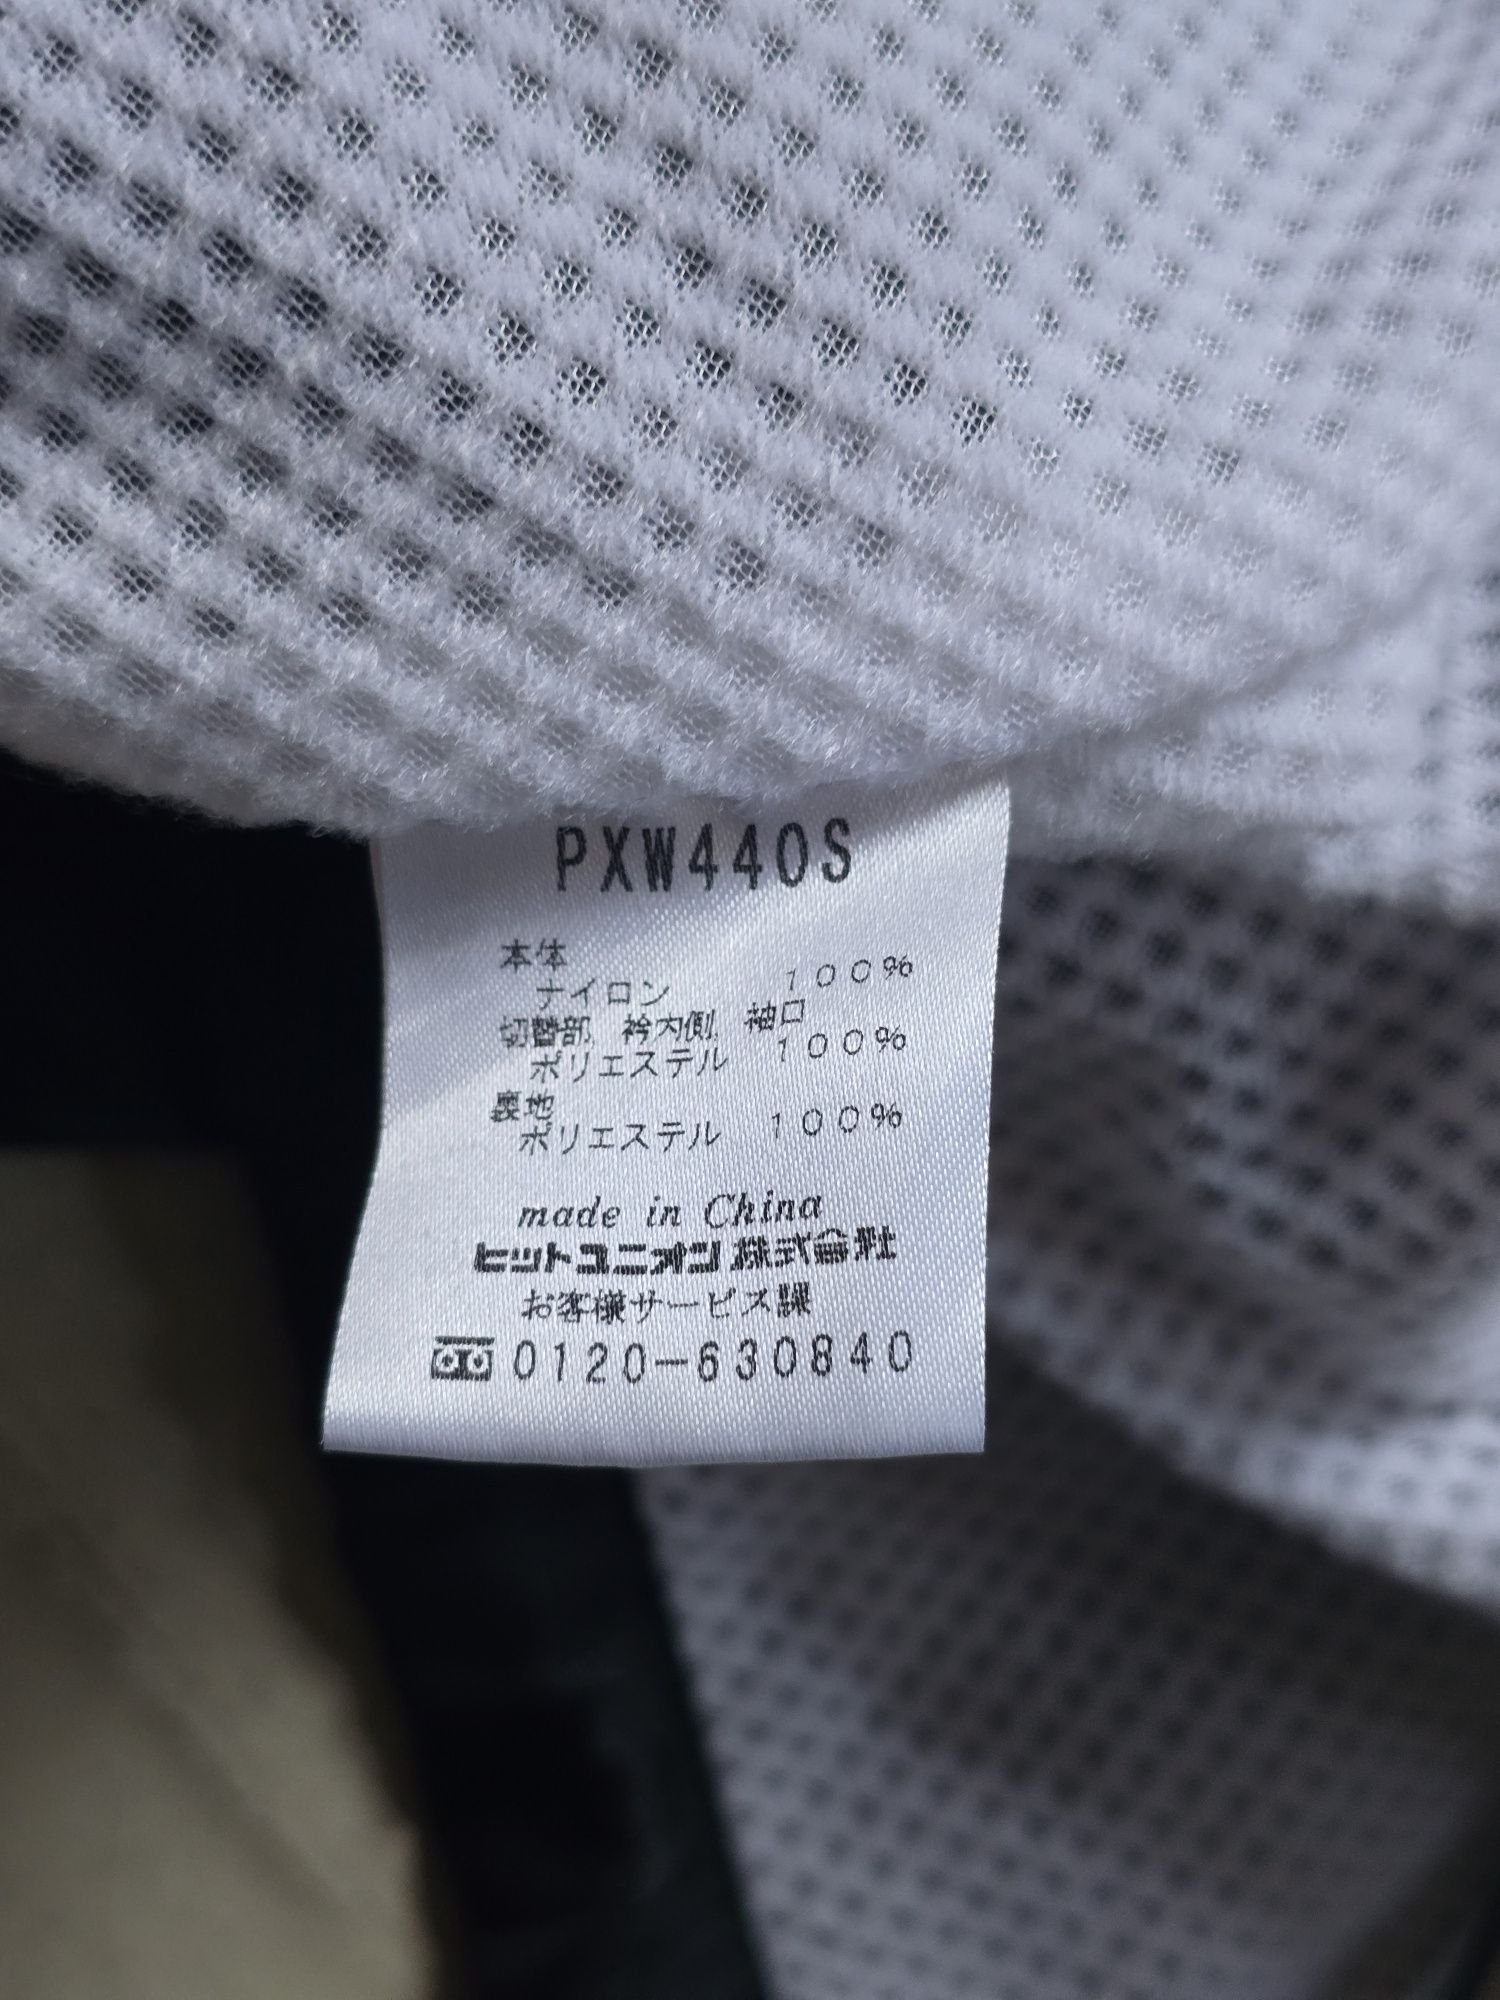 PXW440S
本体
ナイロン 100%
切替部 衿内側 袖口
ポリエステル 100%
裏地
ポリエステル 100%
made in China
ヒットユニオン株式会社
お客様サービス課
0120-630840